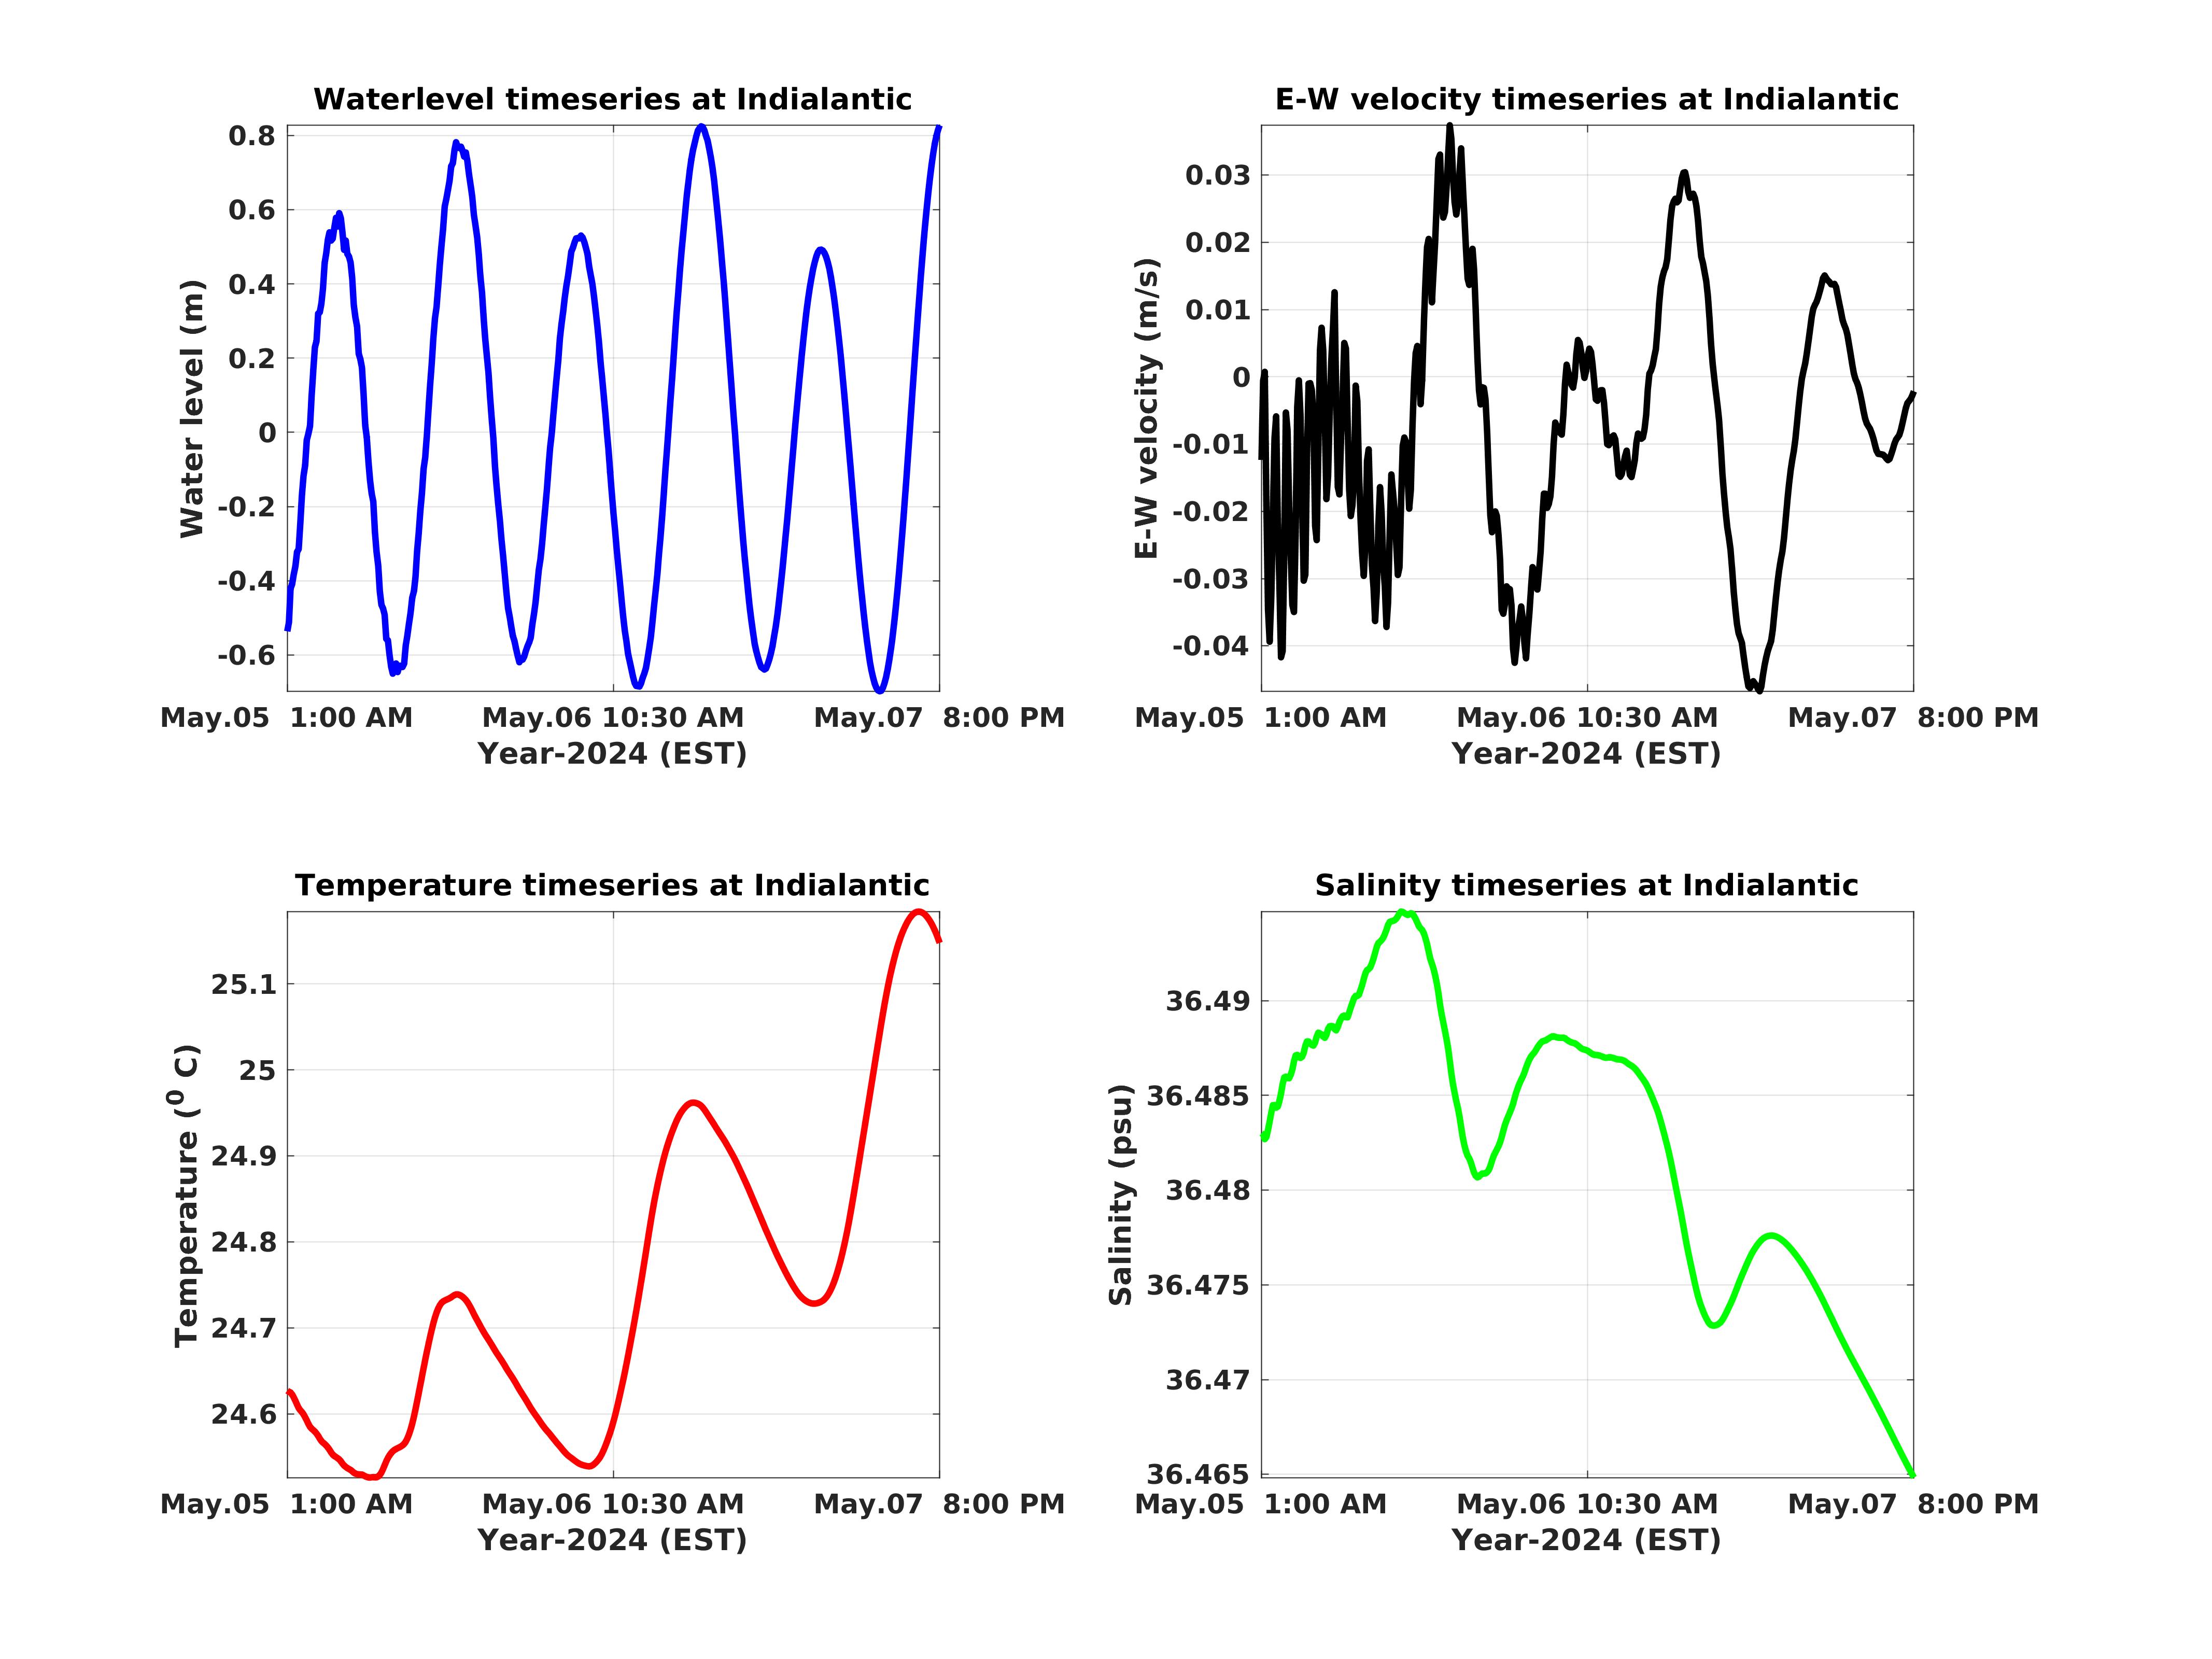 Waterlevel timeseries at Indialantic
0.8
0.6
0.4
0.2
0
-0.2
-0.4
-0.6
Water level (m)
May.05 1:00 AM
May.06 10:30 AM
May.07 8:00 PM
Year-2024 (EST)
E-W velocity timeseries at Indialantic
0.03
0.02
0.01
0
-0.01
-0.02
-0.03
-0.04
E-W velocity (m/s)
May.05 1:00 AM
May.06 10:30 AM
May.07 8:00 PM
Year-2024 (EST)
Temperature timeseries at Indialantic
25.1
25
24.9
24.8
24.7
24.6
Temperature (⁰ C)
May.05 1:00 AM
May.06 10:30 AM
May.07 8:00 PM
Year-2024 (EST)
Salinity timeseries at Indialantic
36.49
36.485
36.48
36.475
36.47
36.465
Salinity (psu)
May.05 1:00 AM
May.06 10:30 AM
May.07 8:00 PM
Year-2024 (EST)